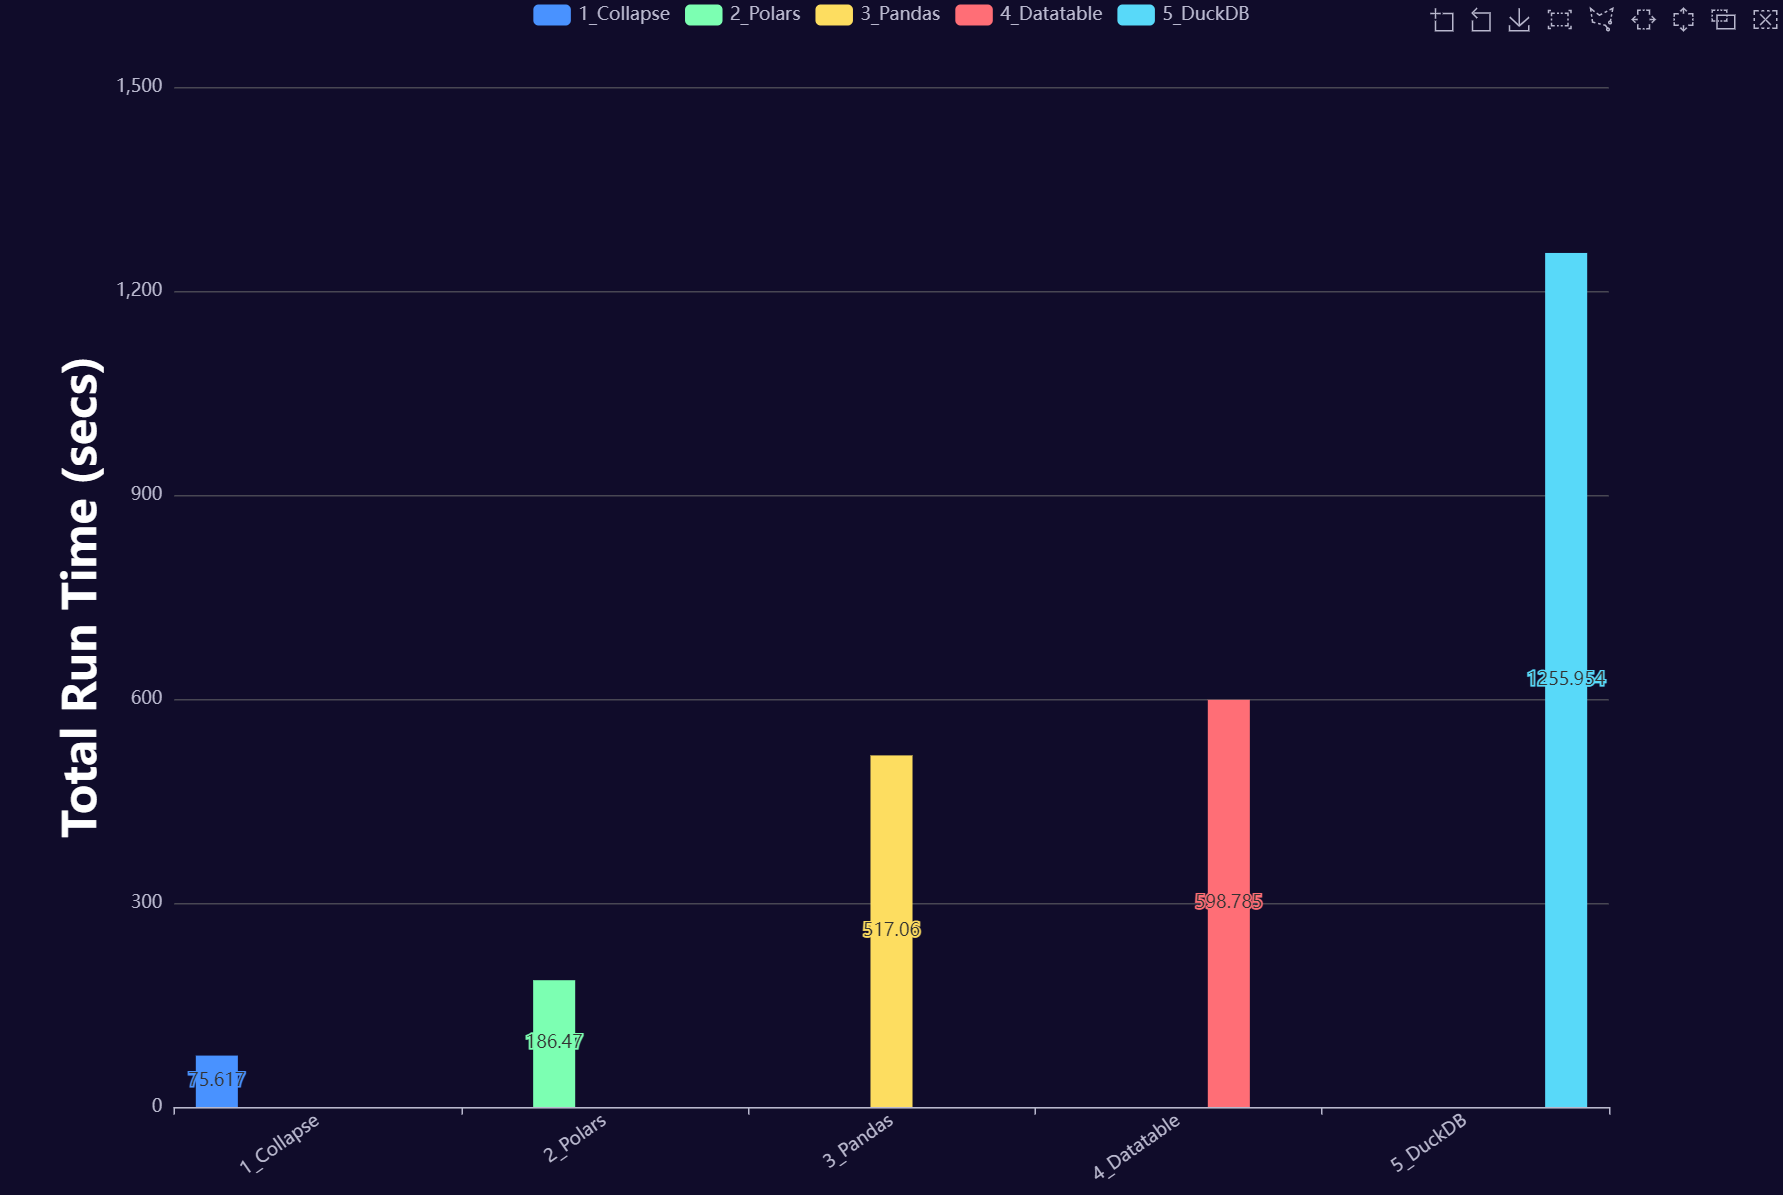 1_Collapse 2_Polars 3_Pandas 4_Datatable 5_DuckDB
Total Run Time (secs)
1,500
1,200
900
600
300
0
75.617
186.47
517.06
598.785
1255.954
1_Collapse
2_Polars
3_Pandas
4_Datatable
5_DuckDB